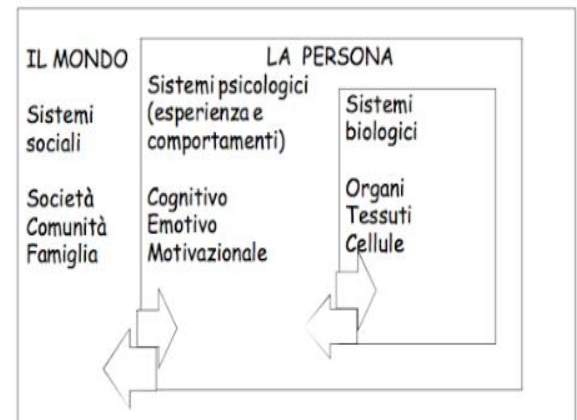 IL MONDO
Sistemi
sociali
Società
Comunità
Famiglia
LA PERSONA
Sistemi psicologici
(esperienza e
comportamenti)
Cognitivo
Emotivo
Motivazionale
Sistemi
biologici
Organi
Tessuti
Cellule